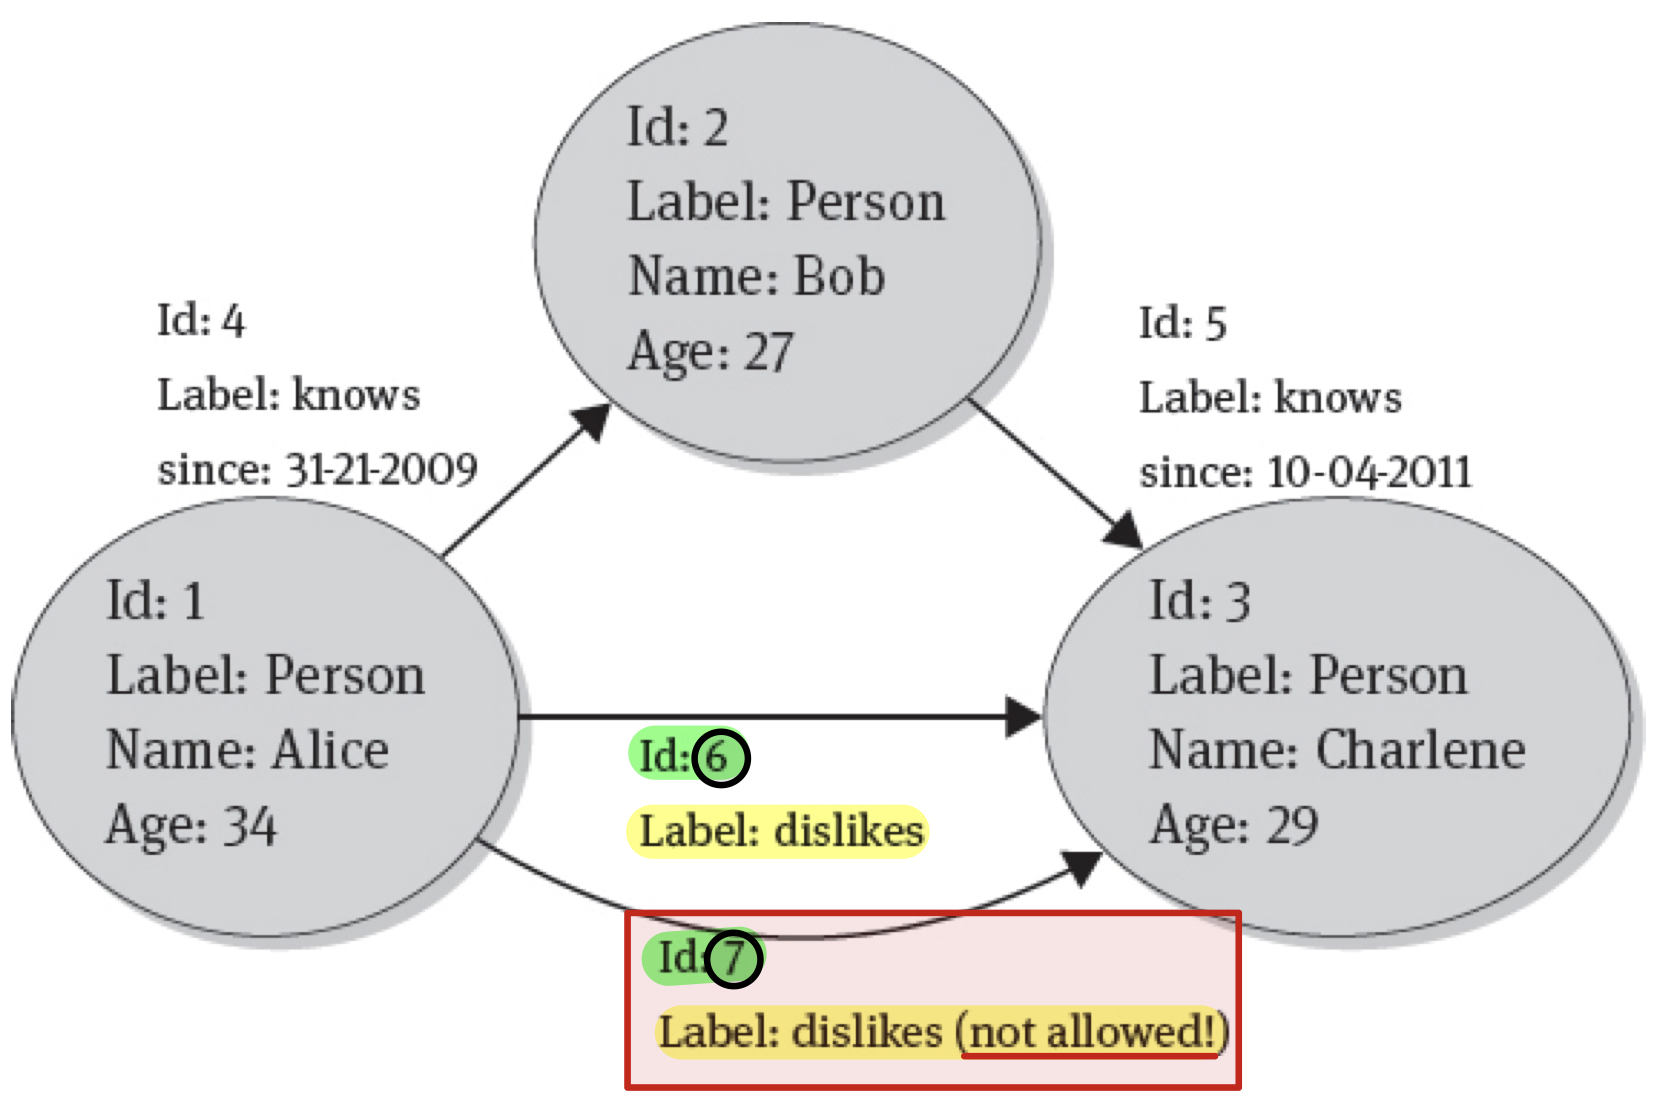 Id: 2
Label: Person
Name: Bob
Age: 27
Id: 4
Label: knows
since: 31-21-2009
Id: 5
Label: knows
since: 10-04-2011
Id: 1
Label: Person
Name: Alice
Age: 34
Id: 3
Label: Person
Name: Charlene
Age: 29
Id: 6
Label: dislikes
Id: 7
Label: dislikes (not allowed!)